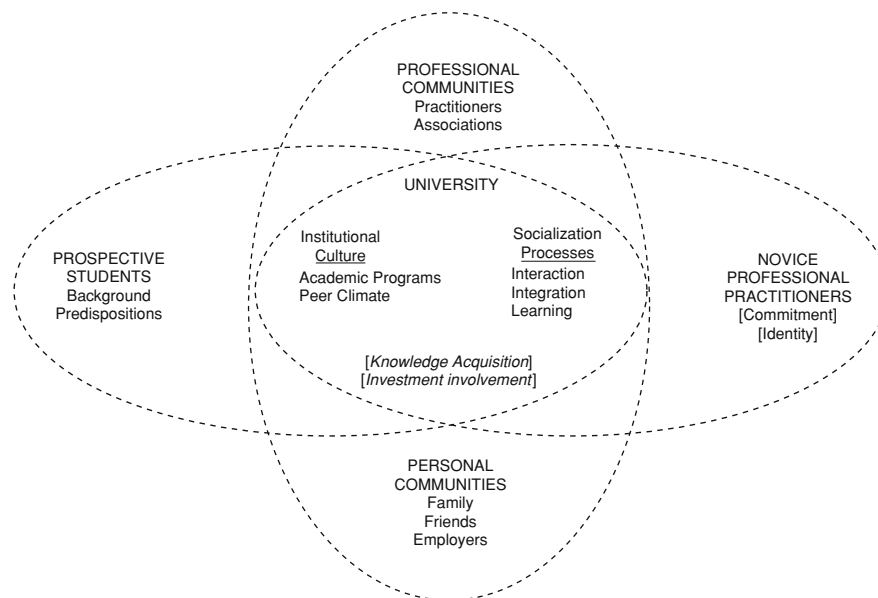 PROFESSIONAL
COMMUNITIES
Practitioners
Associations
UNIVERSITY
PROSPECTIVE
STUDENTS
Background
Predispositions
Institutional
Culture
Academic Programs
Peer Climate
Socialization
Processes
Interaction
Integration
Learning
NOVICE
PROFESSIONAL
PRACTITIONERS
[Commitment]
[Identity]
[Knowledge Acquisition]
[Investment involvement]
PERSONAL
COMMUNITIES
Family
Friends
Employers